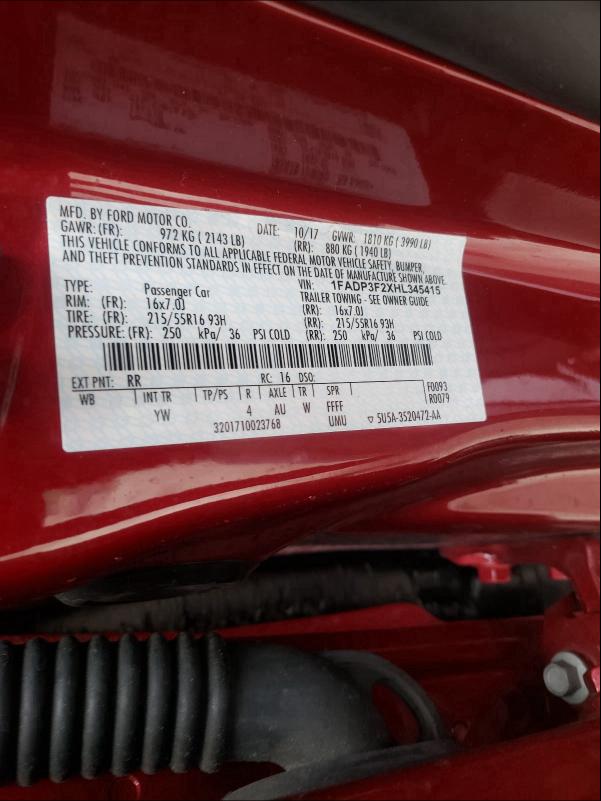 MFD. BY FORD MOTOR CO. DATE: 10/17 GVWR: 1810 KG ( 3990 LB)
GAWR: (FR): 972 KG ( 2143 LB) (RR): 880 KG ( 1940 LB)
THIS VEHICLE CONFORMS TO ALL APPLICABLE FEDERAL MOTOR VEHICLE SAFETY, BUMPER,
AND THEFT PREVENTION STANDARDS IN EFFECT ON THE DATE OF MANUFACTURE SHOWN ABOVE.
VIN: 1FADP3F2XHL345415
TYPE: Passenger Car TRAILER TOWING - SEE OWNER GUIDE
RIM: (FR): 16x7.0J (RR): 16x7.0J
TIRE: (FR): 215/55R16 93H (RR): 215/55R16 93H
PRESSURE: (FR): 250 kPa/ 36 PSI COLD (RR): 250 kPa/ 36 PSI COLD
EXT PNT: RR RC: 16 DSO: F0093
WB INT TR TP/PS R AXLE TR SPR R0079
YW 4 AU W FFFF
3201710023768 UMU ▽ 5U5A-3520472-AA